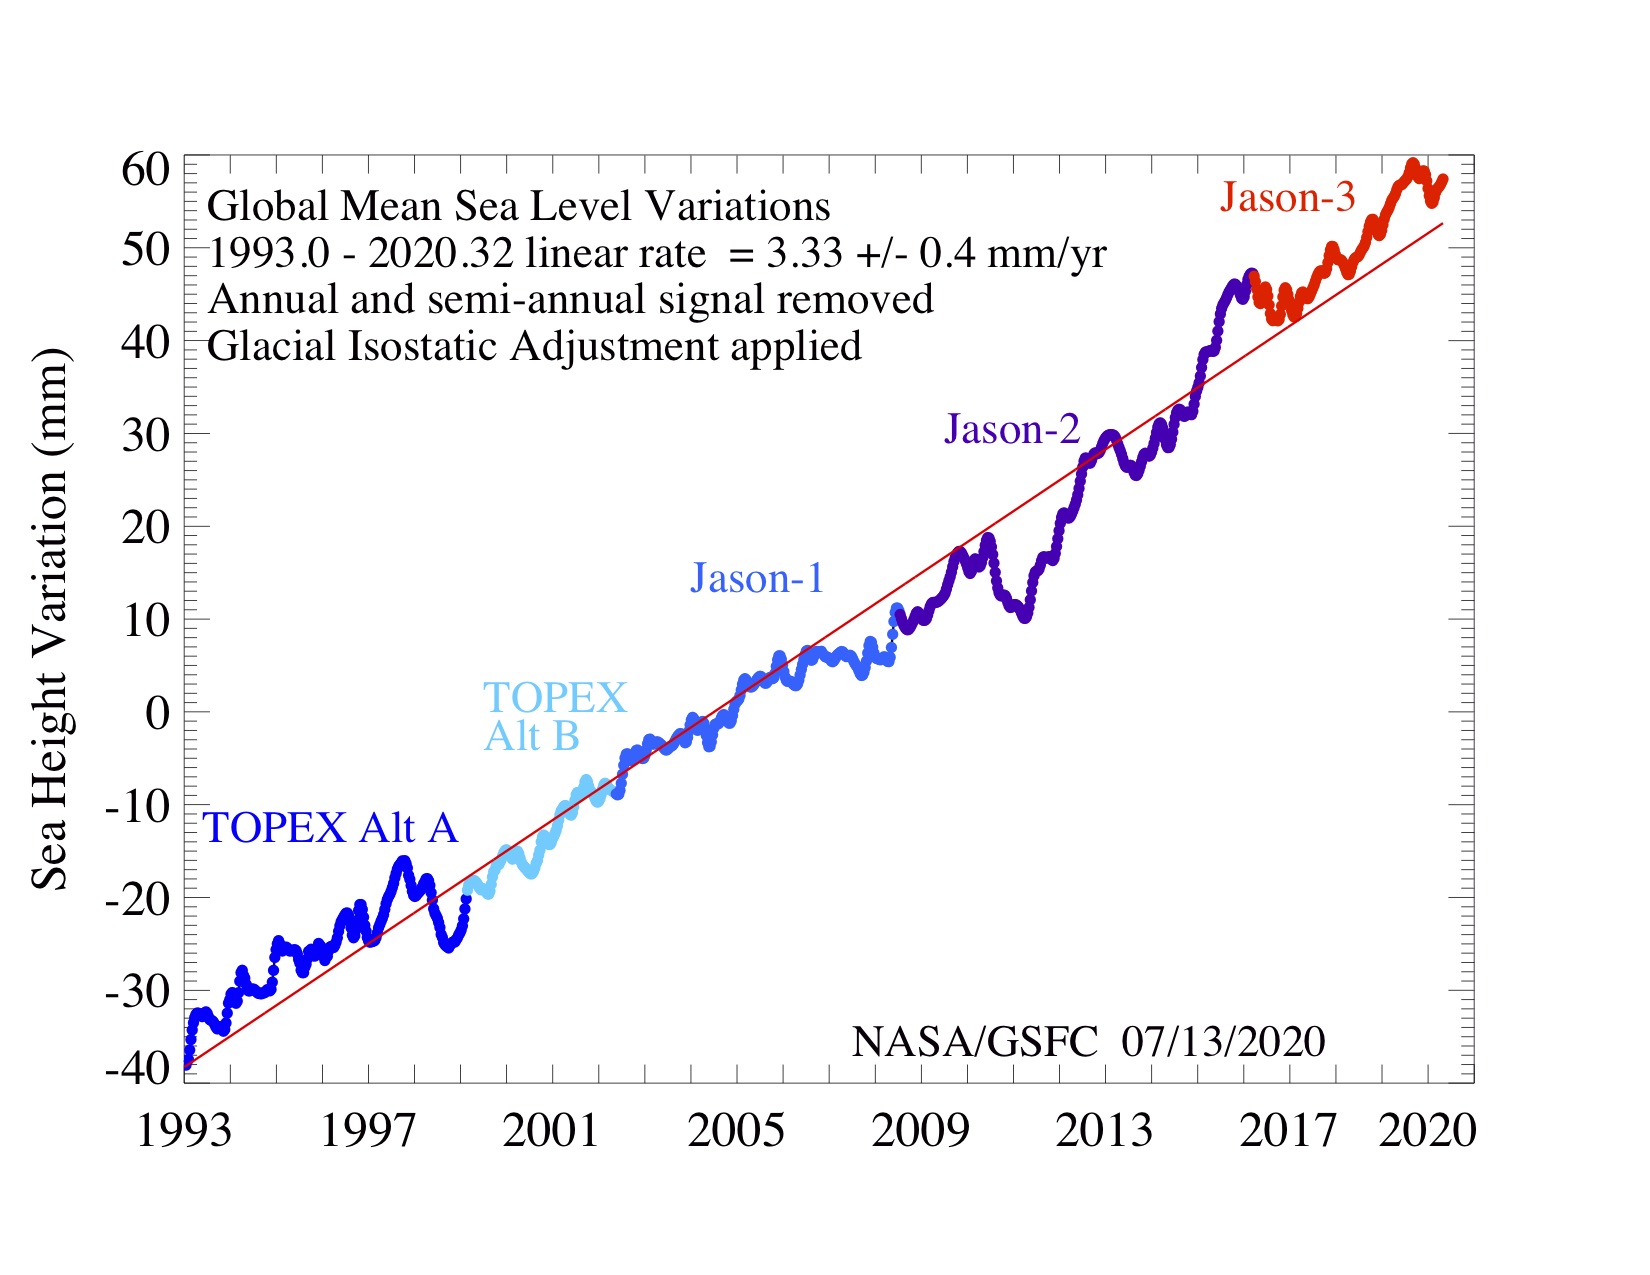 60
50
40
30
20
10
0
-10
-20
-30
-40
Sea Height Variation (mm)
Global Mean Sea Level Variations
1993.0 - 2020.32 linear rate = 3.33 +/- 0.4 mm/yr
Annual and semi-annual signal removed
Glacial Isostatic Adjustment applied
Jason-3
Jason-2
Jason-1
TOPEX
Alt B
TOPEX Alt A
NASA/GSFC 07/13/2020
1993 1997 2001 2005 2009 2013 2017 2020